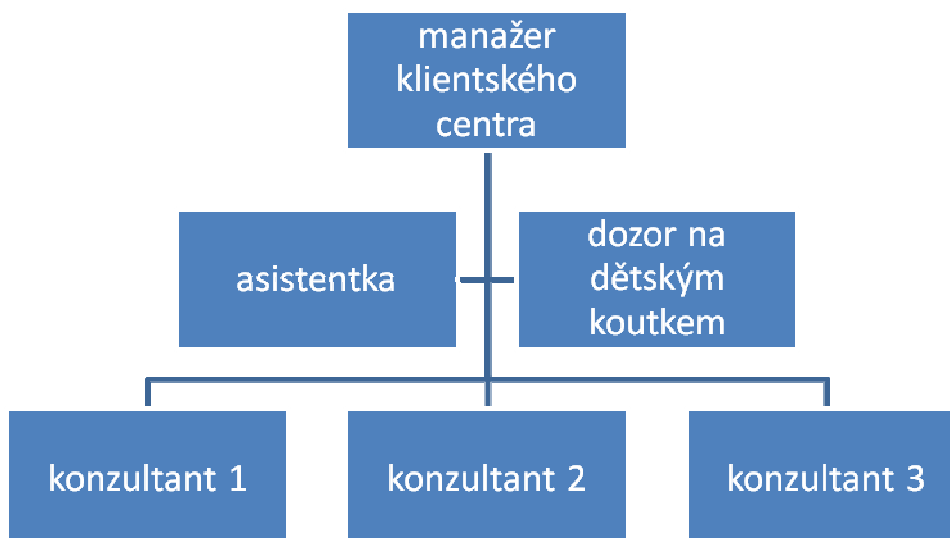 manažer
klientského
centra
asistentka
dozor na
dětským
koutkem
konzultant 1
konzultant 2
konzultant 3